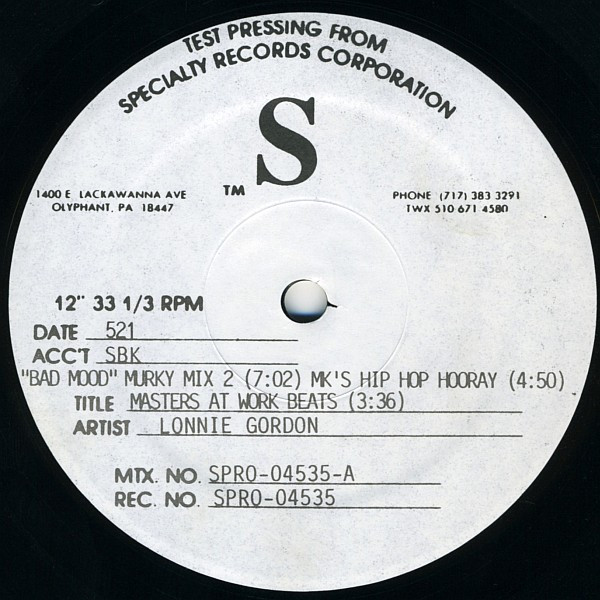 TEST PRESSING FROM
SPECIALTY RECORDS CORPORATION
S
TM
1400 E. LACKAWANNA AVE
OLYPHANT, PA 18447
PHONE (717) 383 3291
TWX 510-671 4580
12" 33 1/3 RPM
DATE 521
ACC'T SBK
"BAD MOOD" MURKY MIX 2 (7:02) MK'S HIP HOP HOORAY (4:50)
TITLE MASTERS AT WORK BEATS (3:36)
ARTIST LONNIE GORDON
MTX. NO. SPRO-04535-A
REC. NO. SPRO-04535